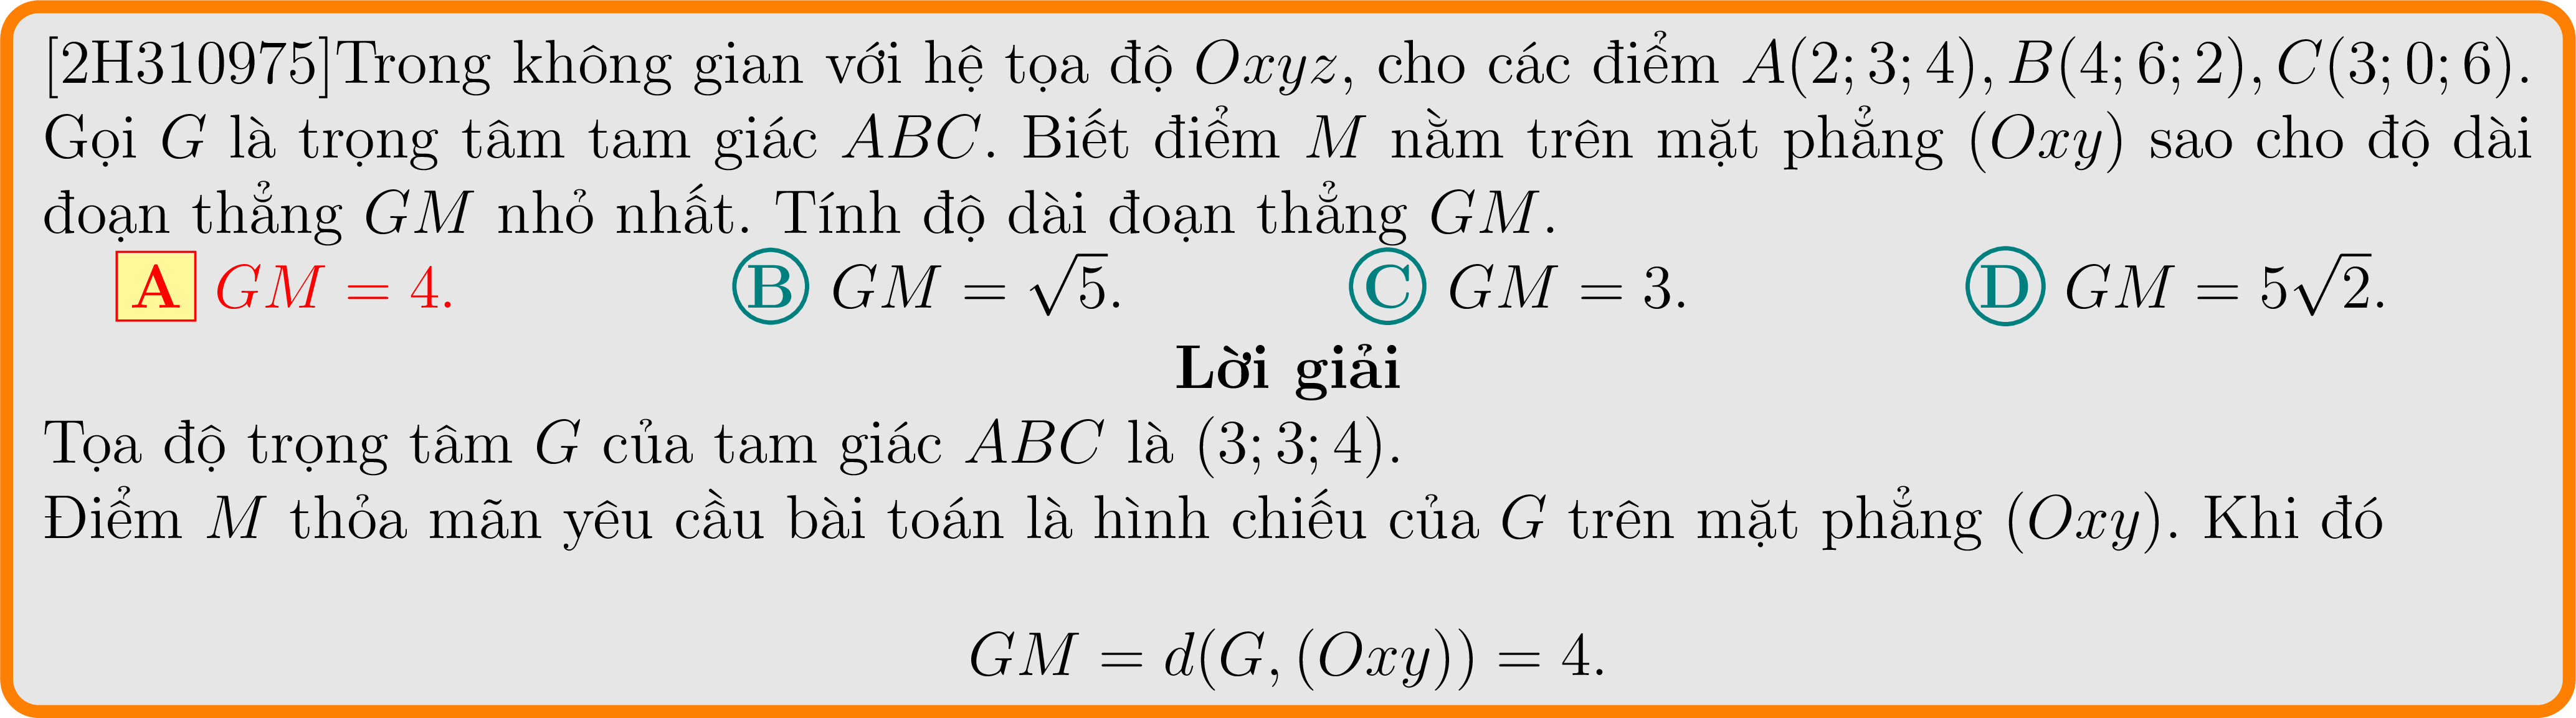 [2H310975]Trong không gian với hệ tọa độ Oxyz, cho các điểm A(2; 3; 4), B(4; 6; 2), C(3; 0; 6).
Gọi G là trọng tâm tam giác ABC. Biết điểm M nằm trên mặt phẳng (Oxy) sao cho độ dài
đoạn thẳng GM nhỏ nhất. Tính độ dài đoạn thẳng GM.
A GM = 4. B GM = √5. C GM = 3. D GM = 5√2.
Lời giải
Tọa độ trọng tâm G của tam giác ABC là (3; 3; 4).
Điểm M thỏa mãn yêu cầu bài toán là hình chiếu của G trên mặt phẳng (Oxy). Khi đó
GM = d(G, (Oxy)) = 4.